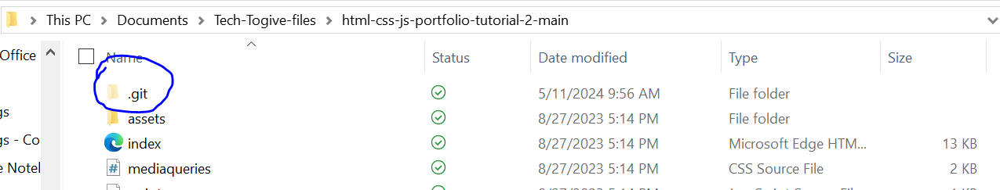 This PC > Documents > Tech-Togive-files > html-css-js-portfolio-tutorial-2-main
Office
Name Status Date modified Type Size
.git 5/11/2024 9:56 AM File folder
gs
assets 8/27/2023 5:14 PM File folder
gs - Co
index 8/27/2023 5:14 PM Microsoft Edge HTM... 13 KB
e Notel
mediaqueries 8/27/2023 5:14 PM CSS Source File 2 KB